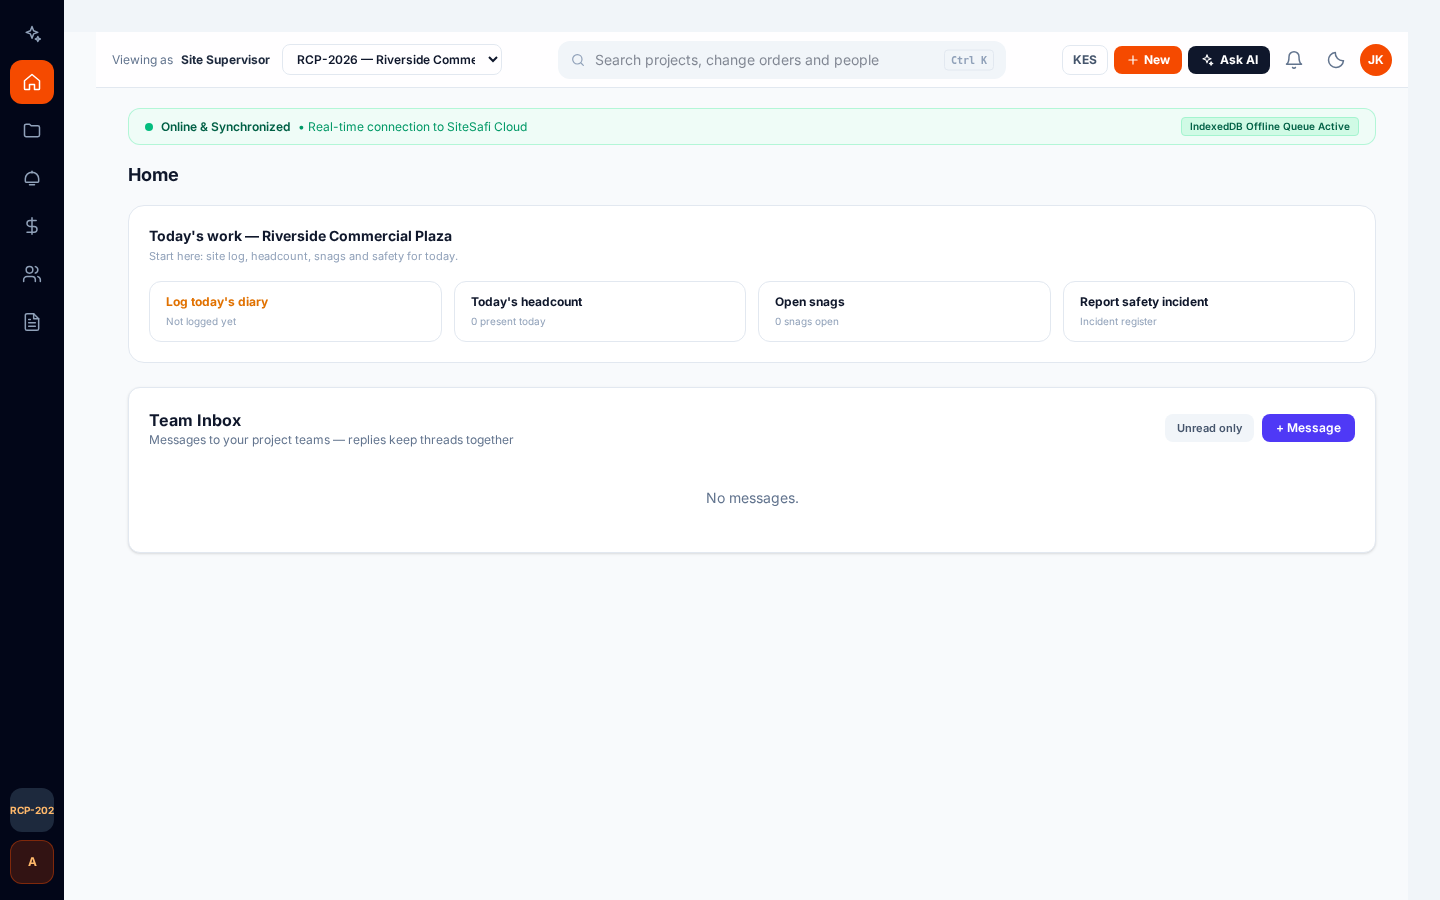 Viewing as Site Supervisor
RCP-2026 — Riverside Comme
Search projects, change orders and people
Ctrl K
KES
+ New
Ask AI
JK
Online & Synchronized • Real-time connection to SiteSafi Cloud
IndexedDB Offline Queue Active
Home
Today's work — Riverside Commercial Plaza
Start here: site log, headcount, snags and safety for today.
Log today's diary
Not logged yet
Today's headcount
0 present today
Open snags
0 snags open
Report safety incident
Incident register
Team Inbox
Messages to your project teams — replies keep threads together
Unread only
+ Message
No messages.
RCP-202
A